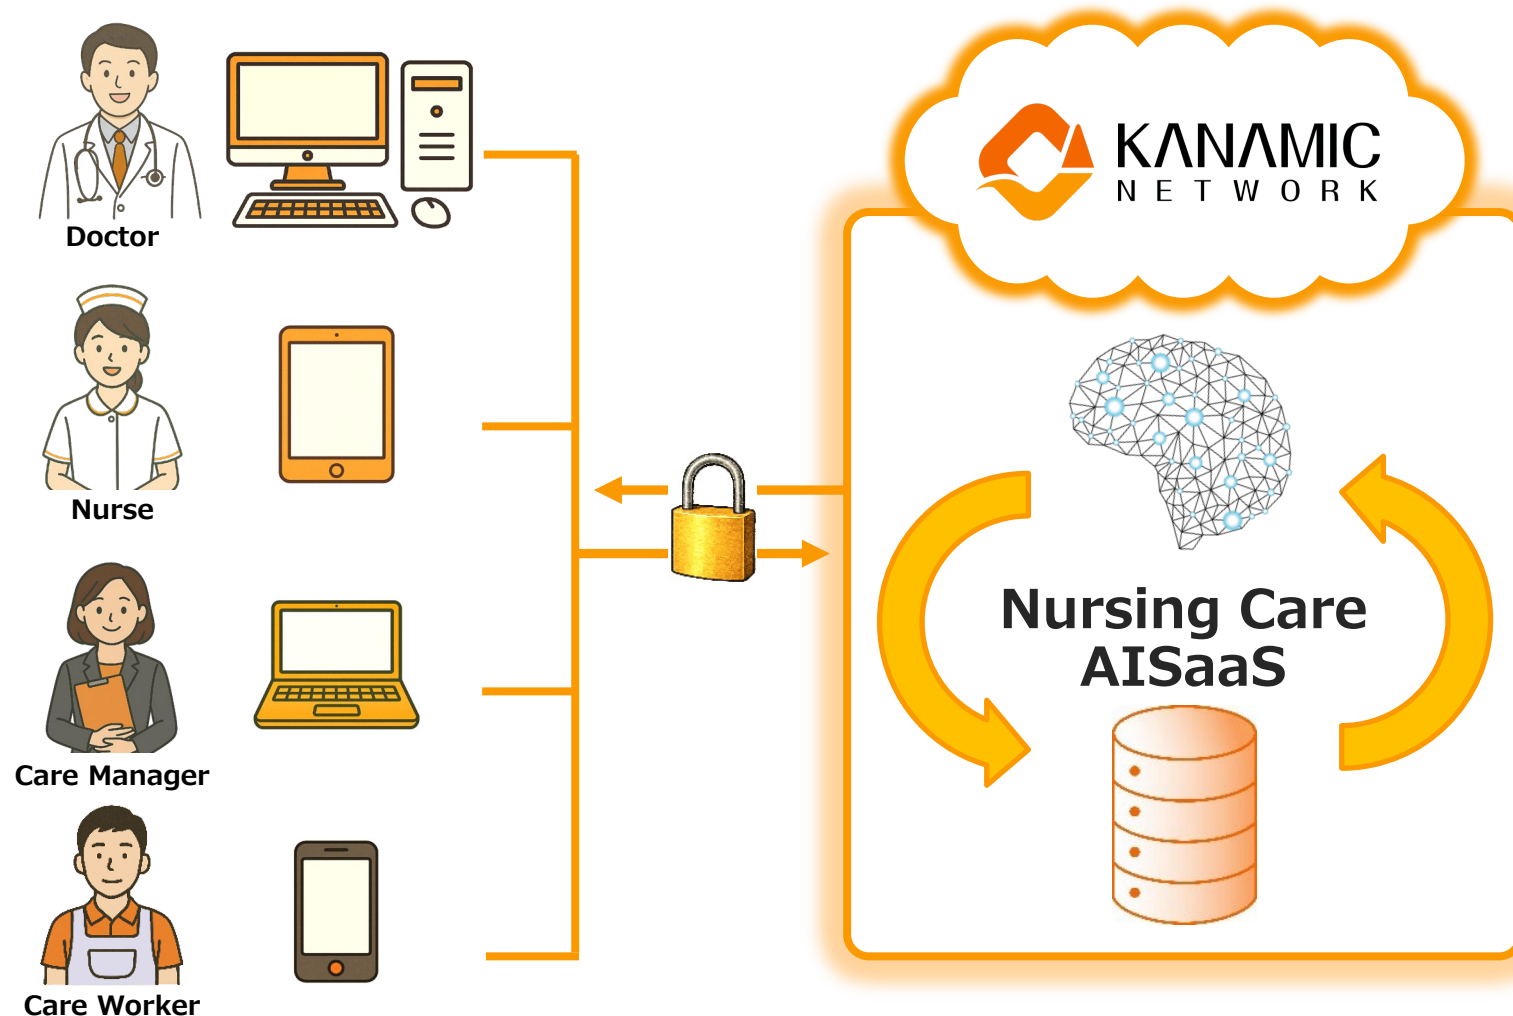 Doctor
Nurse
Care Manager
Care Worker
KANAMIC
NETWORK
Nursing Care
AISaaS